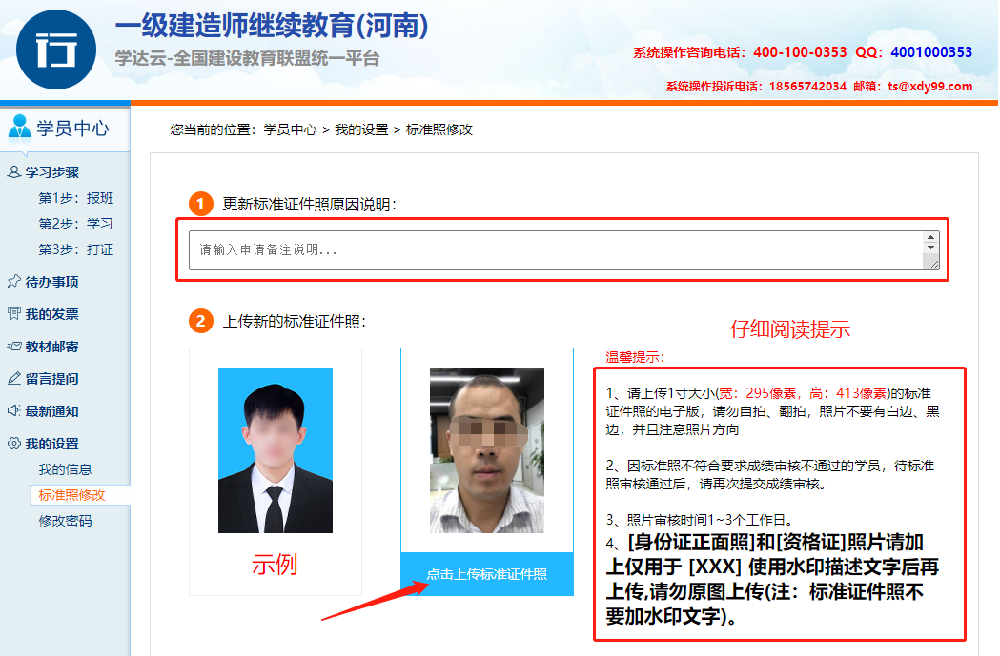 行
一级建造师继续教育(河南)
学达云-全国建设教育联盟统一平台
系统操作咨询电话：400-100-0353 QQ：4001000353
系统操作投诉电话：18565742034 邮箱：ts@xdy99.com
学员中心
您当前的位置：学员中心 > 我的设置 > 标准照修改
学习步骤
第1步：报班
第2步：学习
第3步：打证
待办事项
我的发票
教材邮寄
留言提问
最新通知
我的设置
我的信息
标准照修改
修改密码
1 更新标准证件照原因说明：
请输入申请备注说明...
2 上传新的标准证件照：
示例
点击上传标准证件照
仔细阅读提示
温馨提示：
1、请上传1寸大小(宽：295像素，高：413像素)的标准
证件照的电子版，请勿自拍、翻拍，照片不要有白边、黑
边，并且注意照片方向
2、因标准照不符合要求成绩审核不通过的学员，待标准
照审核通过后，请再次提交成绩审核。
3、照片审核时间1~3个工作日。
4、[身份证正面照]和[资格证]照片请加
上仅用于 [XXX] 使用水印描述文字后再
上传,请勿原图上传(注：标准证件照不
要加水印文字)。